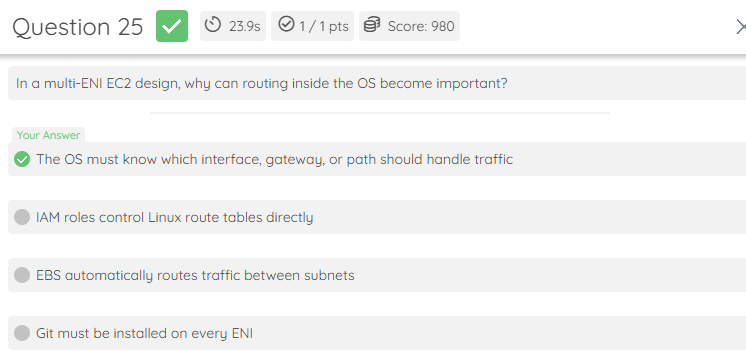 Question 25 23.9s 1 / 1 pts Score: 980
In a multi-ENI EC2 design, why can routing inside the OS become important?
Your Answer
The OS must know which interface, gateway, or path should handle traffic
IAM roles control Linux route tables directly
EBS automatically routes traffic between subnets
Git must be installed on every ENI